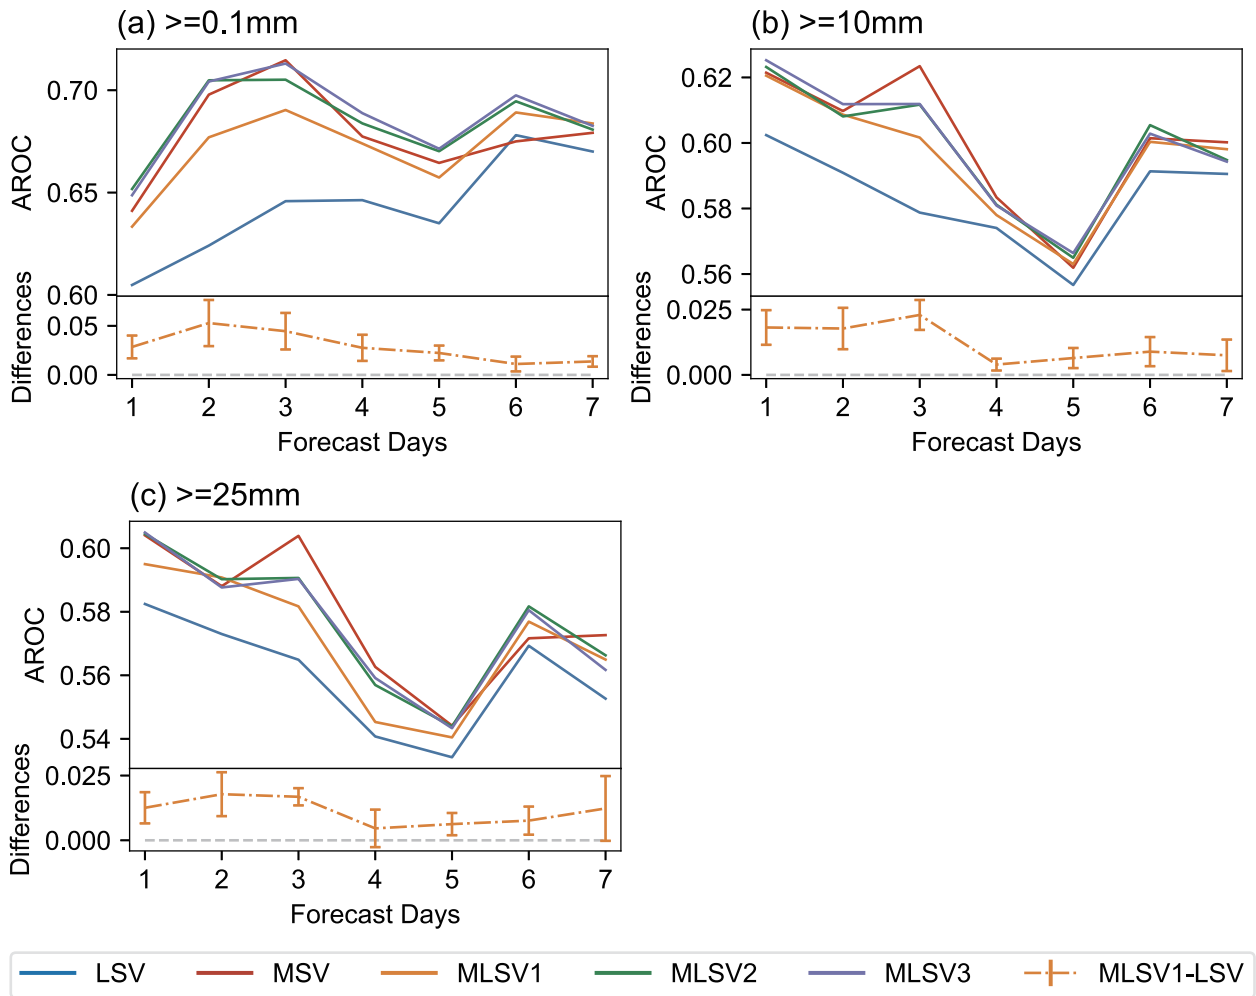 (a) >=0.1mm
AROC
0.70
0.65
0.60
Differences
0.05
0.00
1 2 3 4 5 6 7
Forecast Days
(b) >=10mm
AROC
0.62
0.60
0.58
0.56
Differences
0.025
0.000
1 2 3 4 5 6 7
Forecast Days
(c) >=25mm
AROC
0.60
0.58
0.56
0.54
Differences
0.025
0.000
1 2 3 4 5 6 7
Forecast Days
LSV MSV MLSV1 MLSV2 MLSV3 MLSV1-LSV